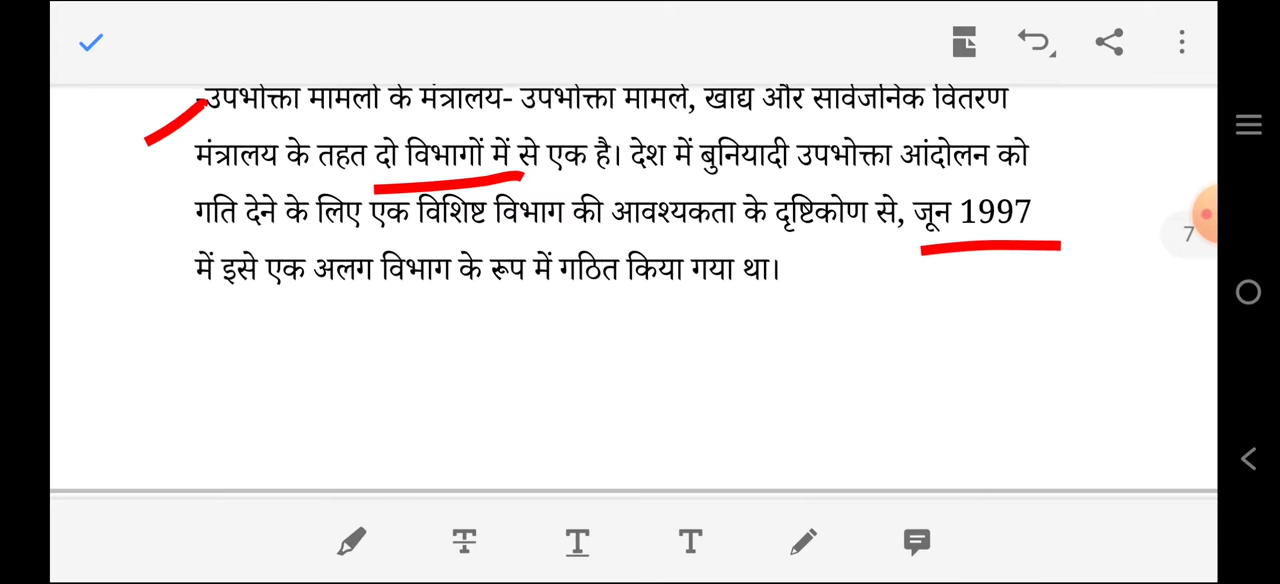 -उपभोक्ता मामलों के मंत्रालय- उपभोक्ता मामले, खाद्य और सार्वजनिक वितरण
मंत्रालय के तहत दो विभागों में से एक है। देश में बुनियादी उपभोक्ता आंदोलन को
गति देने के लिए एक विशिष्ट विभाग की आवश्यकता के दृष्टिकोण से, जून 1997
में इसे एक अलग विभाग के रूप में गठित किया गया था।
7